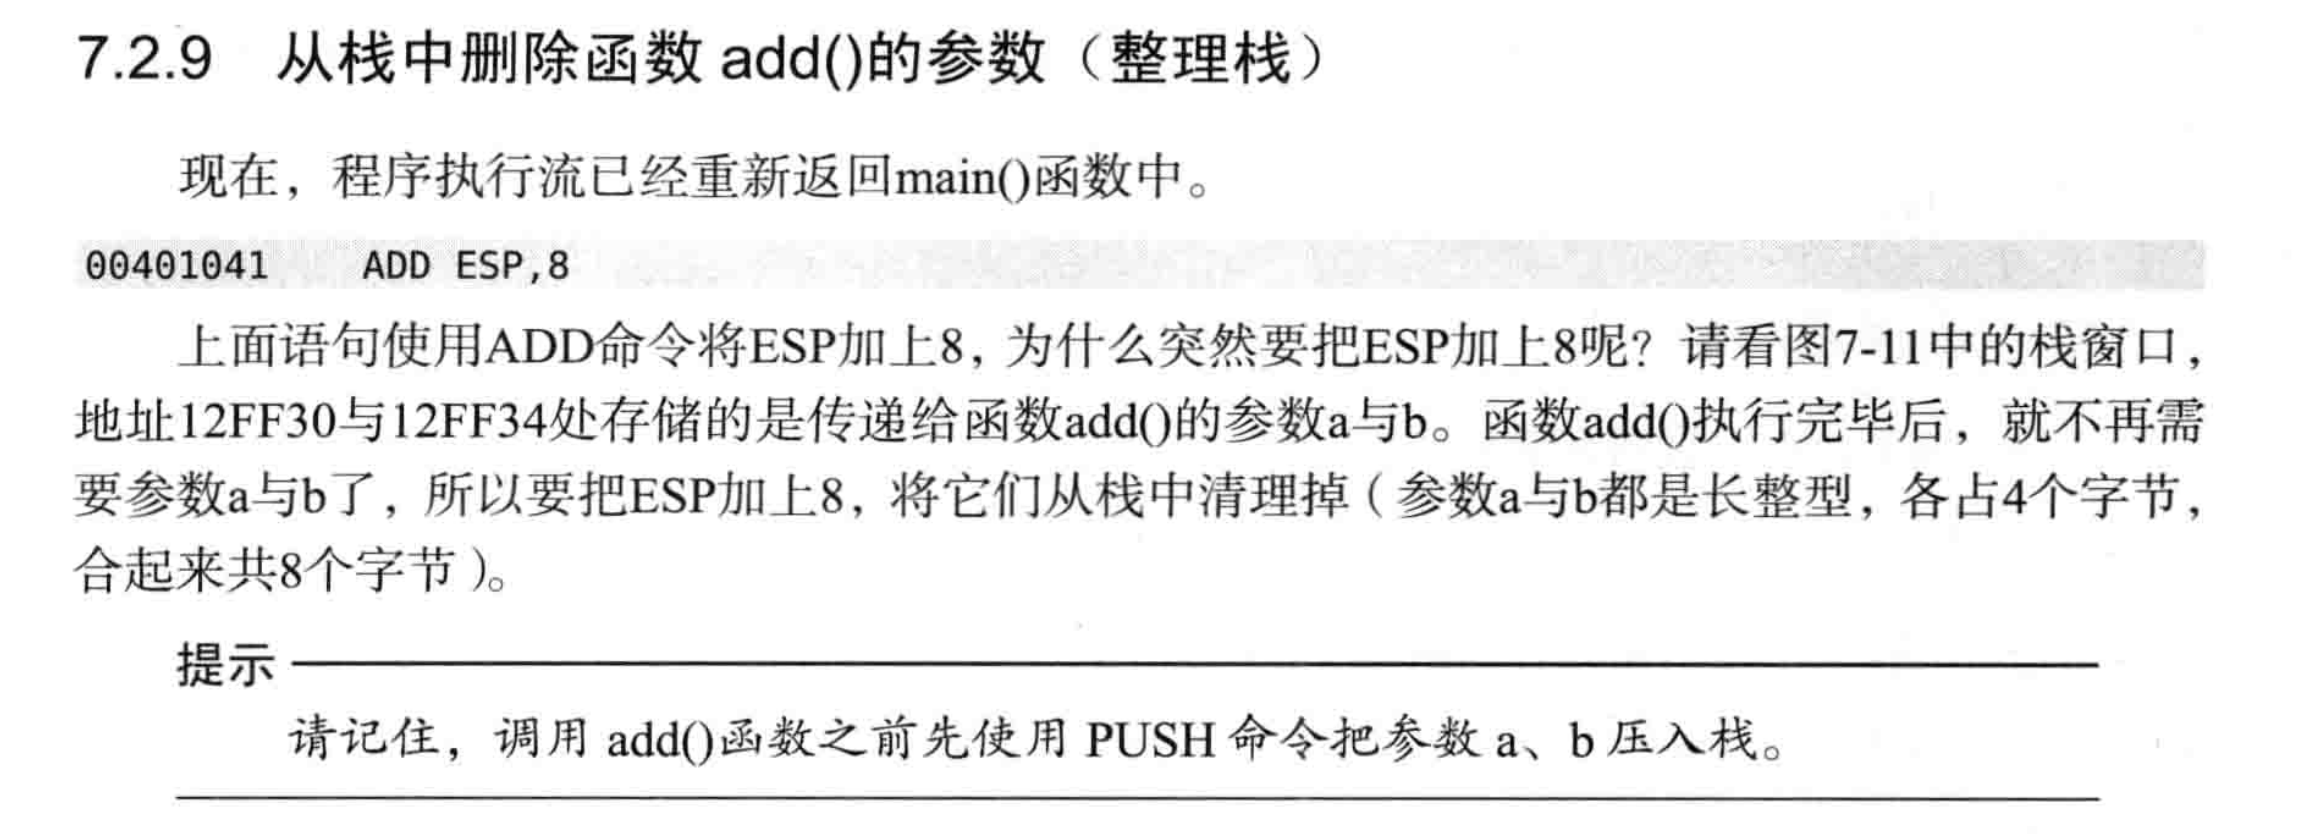 7.2.9 从栈中删除函数 add()的参数（整理栈）
现在，程序执行流已经重新返回main()函数中。
00401041 ADD ESP,8
上面语句使用ADD命令将ESP加上8，为什么突然要把ESP加上8呢？请看图7-11中的栈窗口，
地址12FF30与12FF34处存储的是传递给函数add()的参数a与b。函数add()执行完毕后，就不再需
要参数a与b了，所以要把ESP加上8，将它们从栈中清理掉（参数a与b都是长整型，各占4个字节，
合起来共8个字节）。
提示
请记住，调用 add()函数之前先使用 PUSH 命令把参数 a、b 压入栈。